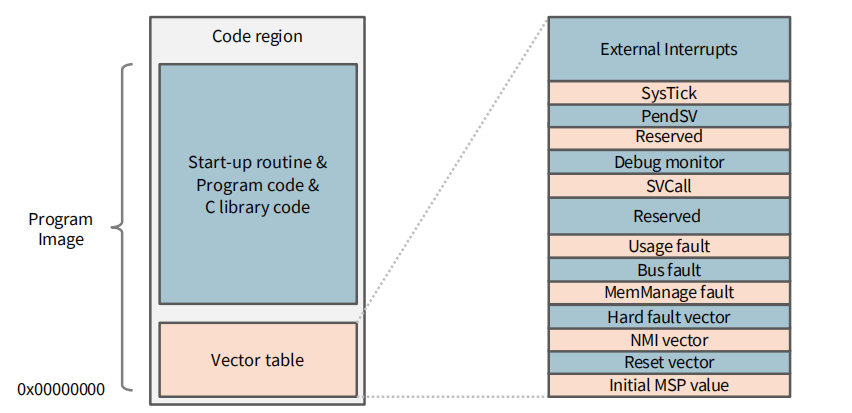 Code region
Start-up routine &
Program code &
C library code
Program
Image
Vector table
0x00000000
External Interrupts
SysTick
PendSV
Reserved
Debug monitor
SVCall
Reserved
Usage fault
Bus fault
MemManage fault
Hard fault vector
NMI vector
Reset vector
Initial MSP value